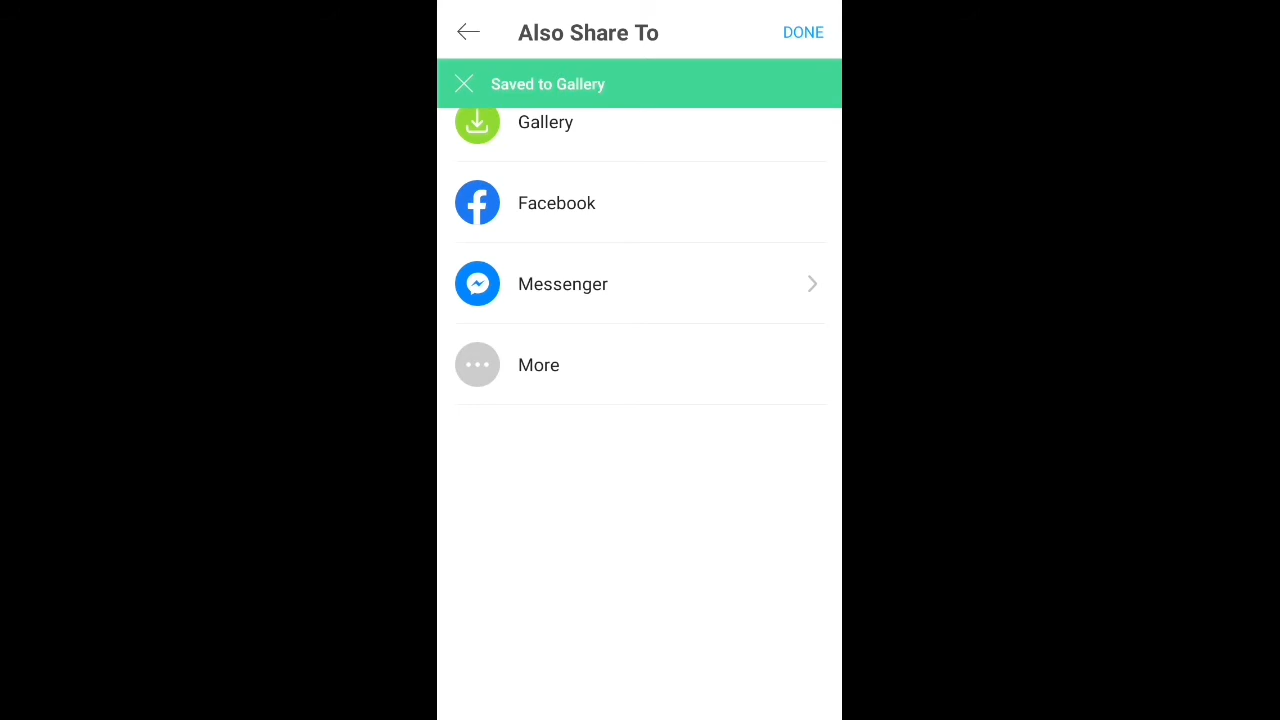 Also Share To
DONE
Saved to Gallery
Gallery
Facebook
Messenger
More